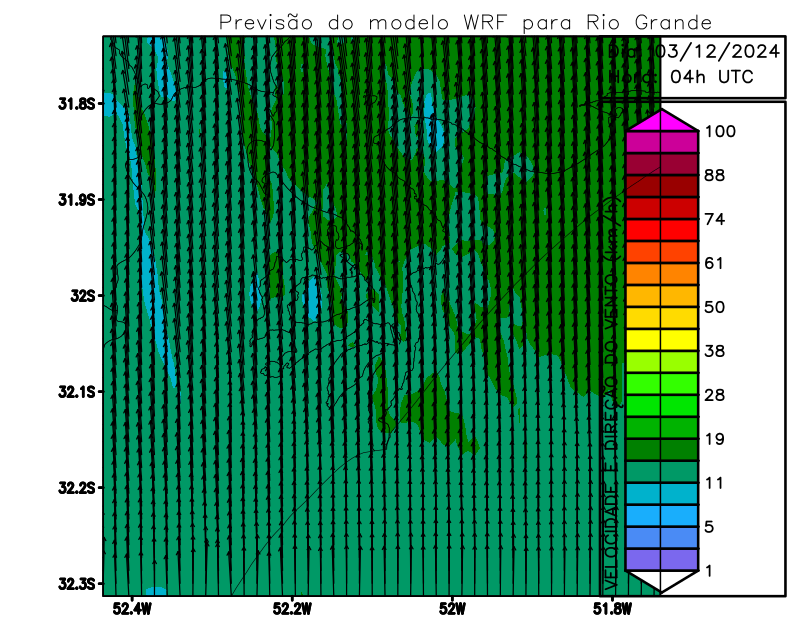 Previsão do modelo WRF para Rio Grande
Dia: 03/12/2024
Hora: 04h UTC
31.8S
31.9S
32S
32.1S
32.2S
32.3S
52.4W
52.2W
52W
51.8W
VELOCIDADE E DIREÇÃO DO VENTO (km/h)
100
88
74
61
50
38
28
19
11
5
1